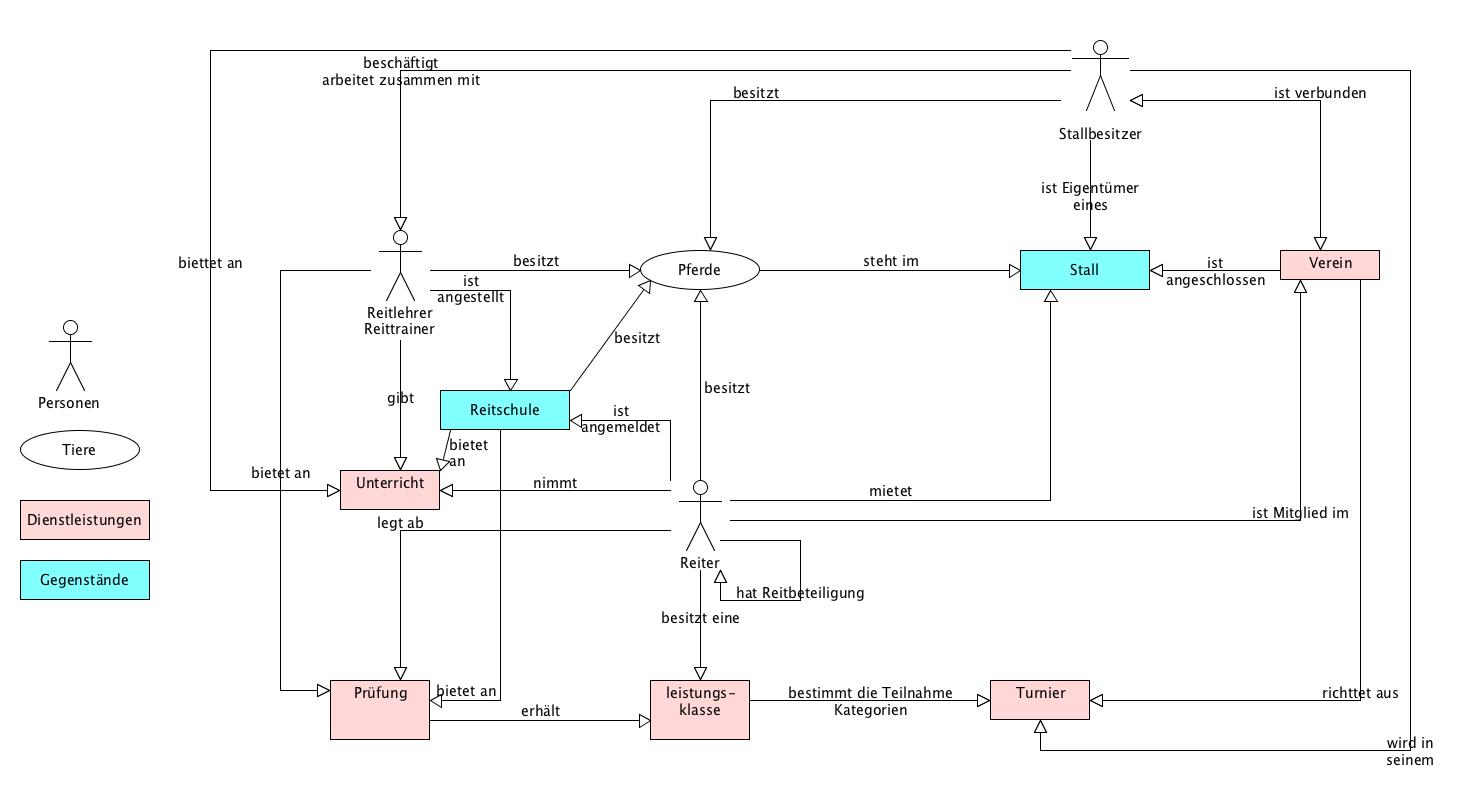 beschäftigt
arbeitet zusammen mit
besitzt
ist verbunden
Stallbesitzer
ist Eigentümer
eines
biettet an
besitzt
Pferde
steht im
Stall
ist
angeschlossen
Verein
ist
angestellt
Reitlehrer
Reittrainer
besitzt
Personen
gibt
besitzt
Reitschule
ist
angemeldet
bietet
an
Tiere
bietet an
Unterricht
nimmt
mietet
Dienstleistungen
legt ab
ist Mitglied im
Reiter
Gegenstände
hat Reitbeteiligung
besitzt eine
Prüfung
bietet an
erhält
leistungs-
klasse
bestimmt die Teilnahme
Kategorien
Turnier
richttet aus
wird in
seinem